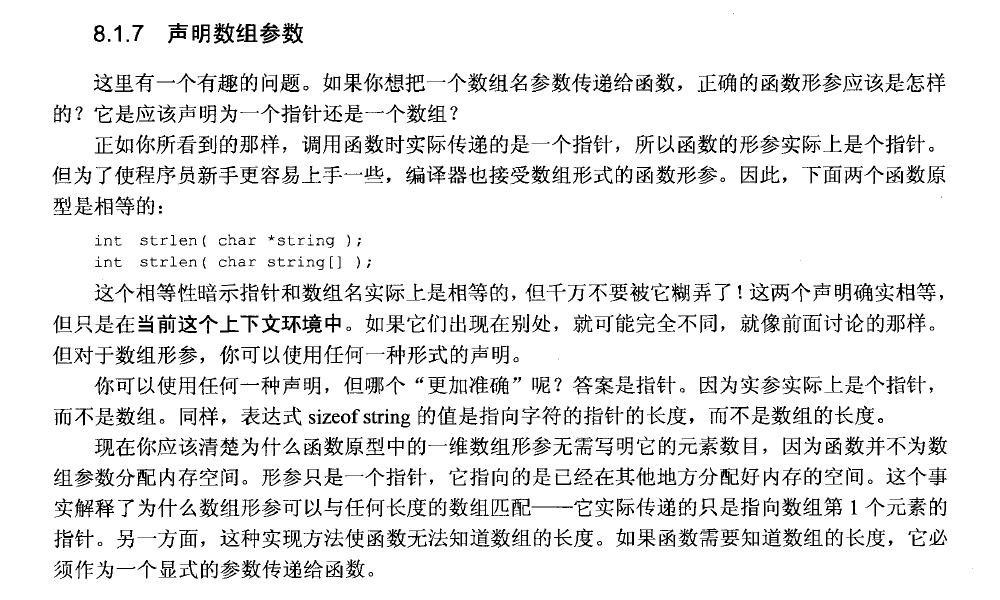 8.1.7 声明数组参数
这里有一个有趣的问题。如果你想把一个数组名参数传递给函数，正确的函数形参应该是怎样
的？它是应该声明为一个指针还是一个数组？
正如你所看到的那样，调用函数时实际传递的是一个指针，所以函数的形参实际上是个指针。
但为了使程序员新手更容易上手一些，编译器也接受数组形式的函数形参。因此，下面两个函数原
型是相等的：
int strlen( char *string );
int strlen( char string[] );
这个相等性暗示指针和数组名实际上是相等的，但千万不要被它糊弄了！这两个声明确实相等，
但只是在当前这个上下文环境中。如果它们出现在别处，就可能完全不同，就像前面讨论的那样。
但对于数组形参，你可以使用任何一种形式的声明。
你可以使用任何一种声明，但哪个“更加准确”呢？答案是指针。因为实参实际上是个指针，
而不是数组。同样，表达式 sizeof string 的值是指向字符的指针的长度，而不是数组的长度。
现在你应该清楚为什么函数原型中的一维数组形参无需写明它的元素数目，因为函数并不为数
组参数分配内存空间。形参只是一个指针，它指向的是已经在其他地方分配好内存的空间。这个事
实解释了为什么数组形参可以与任何长度的数组匹配——它实际传递的只是指向数组第 1 个元素的
指针。另一方面，这种实现方法使函数无法知道数组的长度。如果函数需要知道数组的长度，它必
须作为一个显式的参数传递给函数。